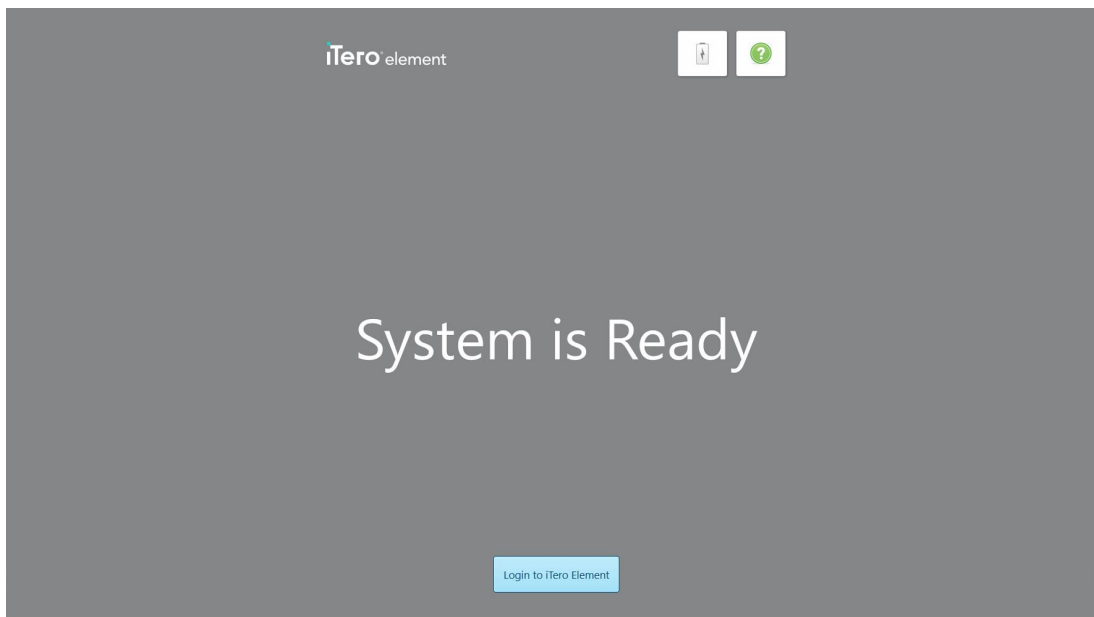 iTero element
?
System is Ready
Login to iTero Element